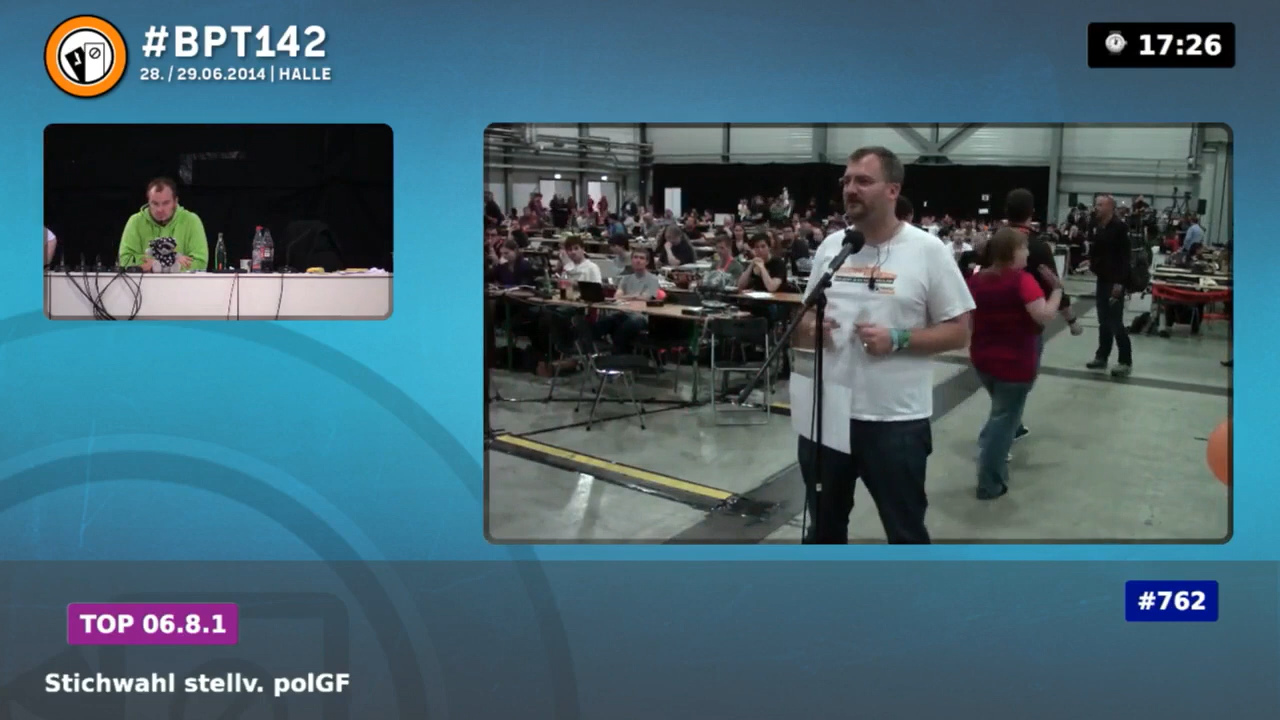 #BPT142
28. / 29.06.2014 | HALLE
17:26
#762
TOP 06.8.1
Stichwahl stellv. polGF